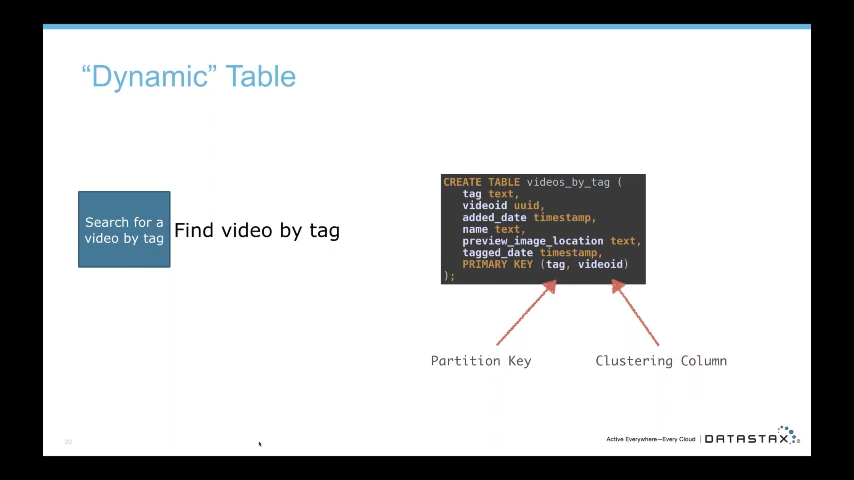 “Dynamic” Table
Search for a
video by tag
Find video by tag
CREATE TABLE videos_by_tag (
tag text,
videoid uuid,
added_date timestamp,
name text,
preview_image_location text,
tagged_date timestamp,
PRIMARY KEY (tag, videoid)
);
Partition Key
Clustering Column
Active Everywhere—Every Cloud | DATASTAX